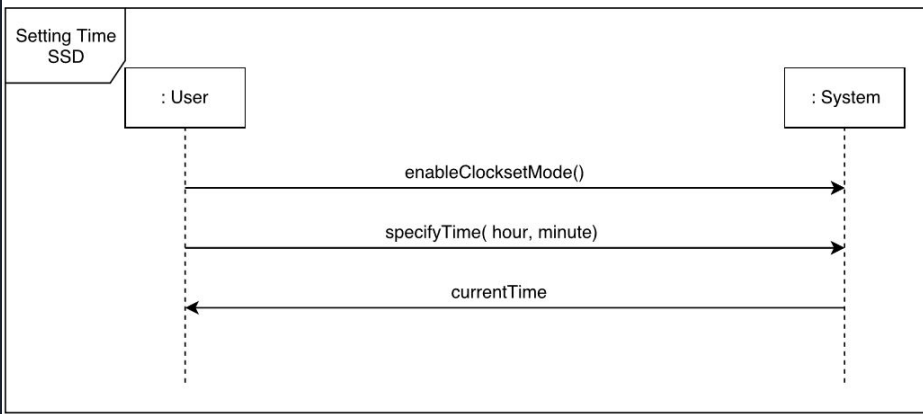 Setting Time
SSD
: User
: System
enableClocksetMode()
specifyTime( hour, minute)
currentTime